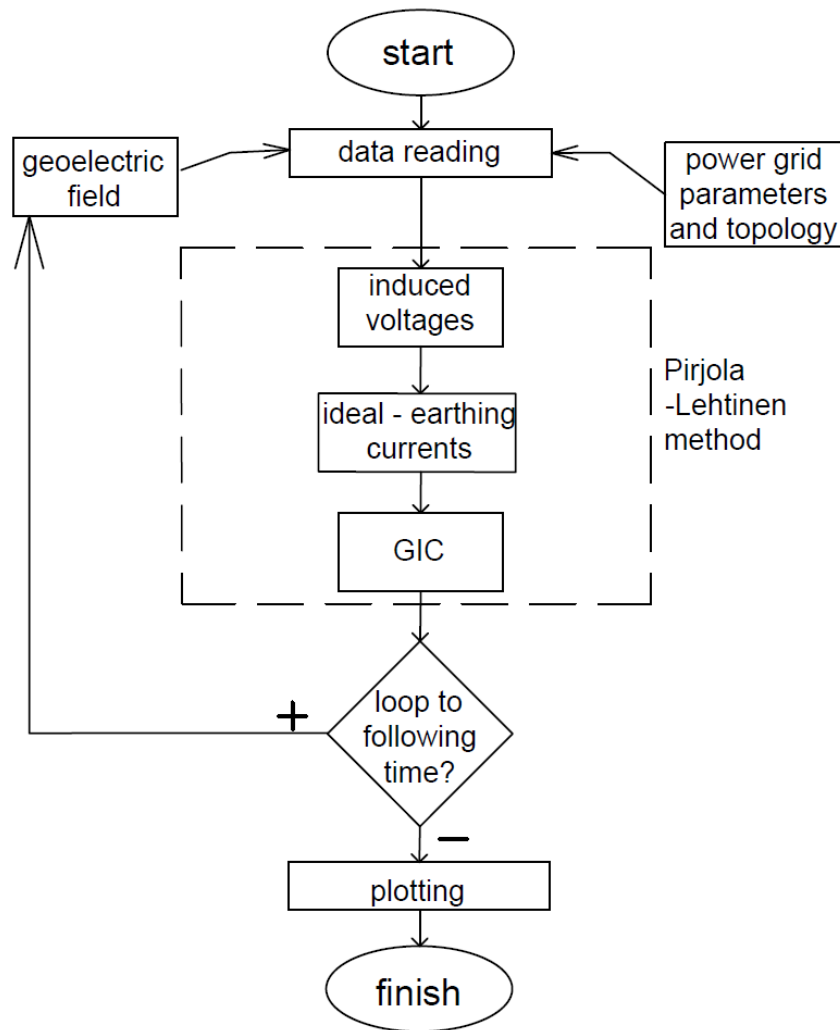 start
data reading
geoelectric
field
power grid
parameters
and topology
induced
voltages
ideal - earthing
currents
GIC
Pirjola
-Lehtinen
method
loop to
following
time?
+
−
plotting
finish